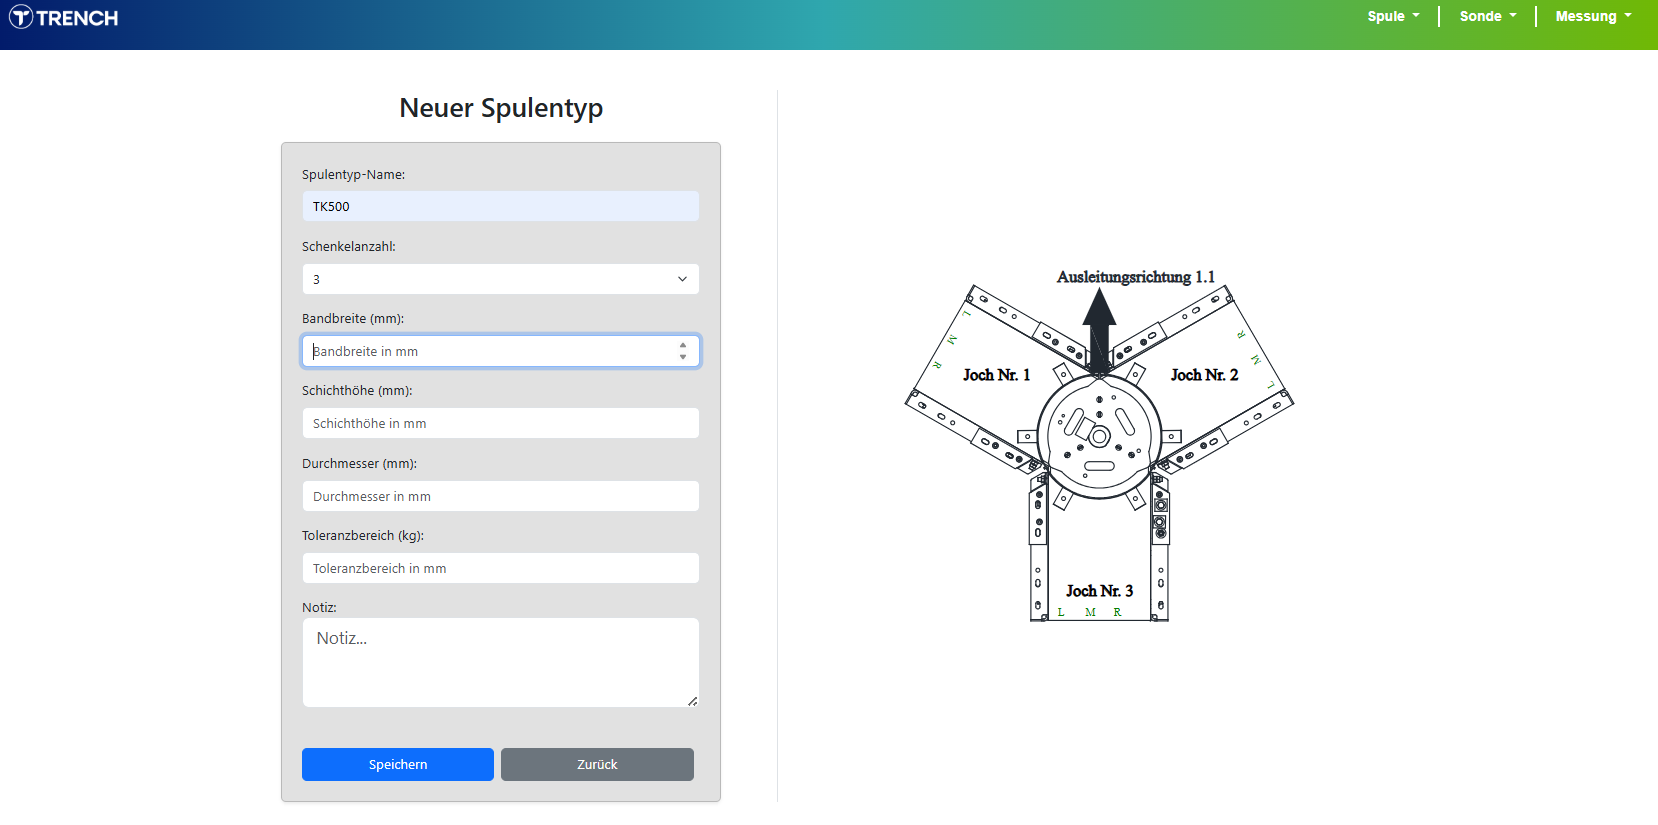 TRENCH
Spule
Sonde
Messung
Neuer Spulentyp
Spulentyp-Name:
TK500
Schenkelanzahl:
3
Bandbreite (mm):
Bandbreite in mm
Schichthöhe (mm):
Schichthöhe in mm
Durchmesser (mm):
Durchmesser in mm
Toleranzbereich (kg):
Toleranzbereich in mm
Notiz:
Notiz...
Speichern
Zurück
Ausleitungsrichtung 1.1
L
M
R
Joch Nr. 1
R
M
L
Joch Nr. 2
Joch Nr. 3
L M R